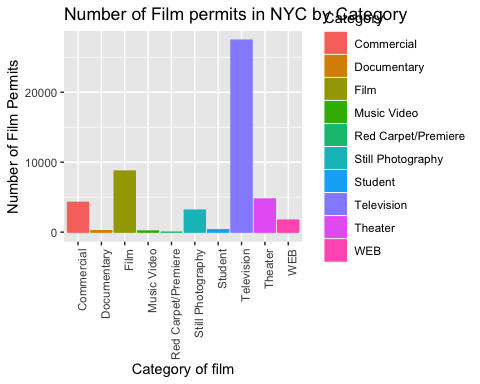 Number of Film permits in NYC by Category
Category
Commercial
Documentary
Film
Music Video
Red Carpet/Premiere
Still Photography
Student
Television
Theater
WEB
Number of Film Permits
20000
10000
0
Commercial
Documentary
Film
Music Video
Red Carpet/Premiere
Still Photography
Student
Television
Theater
WEB
Category of film